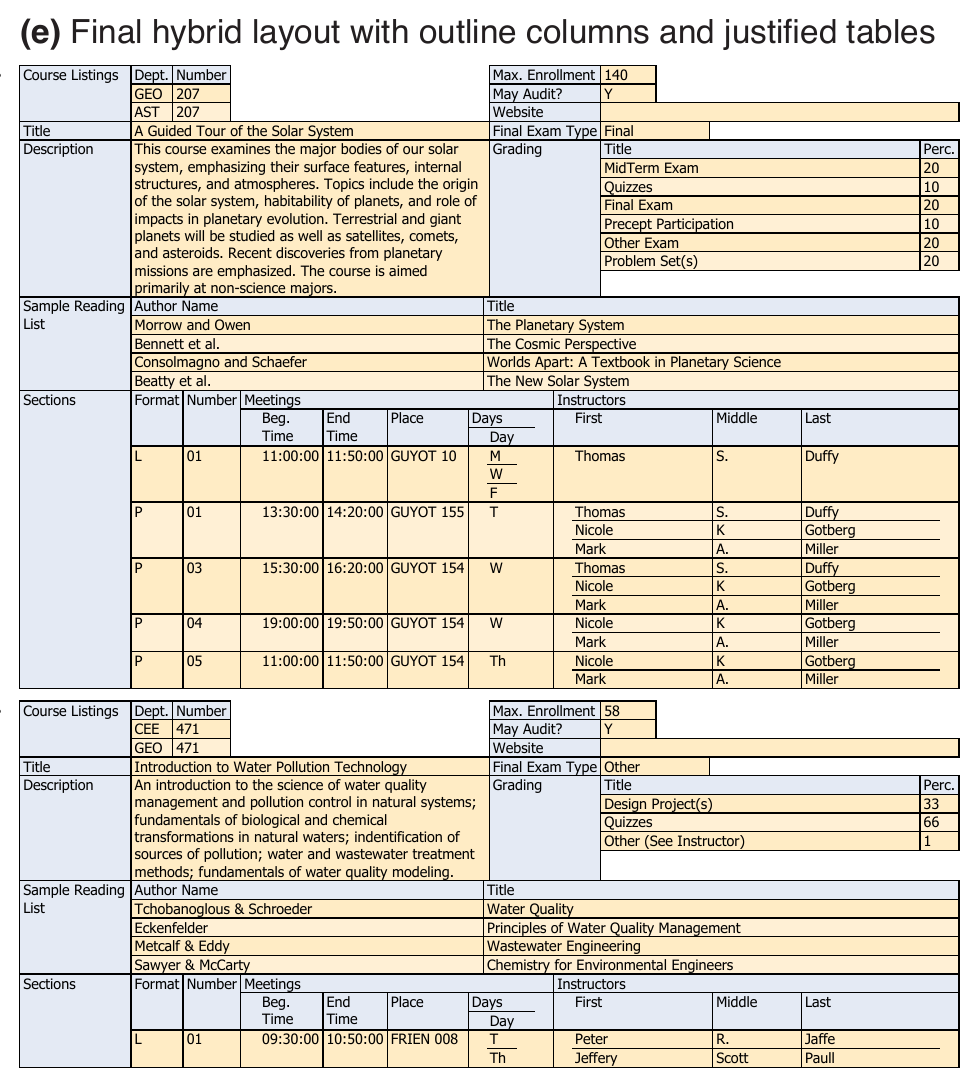 (e) Final hybrid layout with outline columns and justified tables
Course Listings Dept. Number Max. Enrollment 140
GEO 207 May Audit? Y
AST 207 Website
Title A Guided Tour of the Solar System Final Exam Type Final
Description This course examines the major bodies of our solar Grading Title Perc.
system, emphasizing their surface features, internal MidTerm Exam 20
structures, and atmospheres. Topics include the origin Quizzes 10
of the solar system, habitability of planets, and role of Final Exam 20
impacts in planetary evolution. Terrestrial and giant Precept Participation 10
planets will be studied as well as satellites, comets, Other Exam 20
and asteroids. Recent discoveries from planetary Problem Set(s) 20
missions are emphasized. The course is aimed
primarily at non-science majors.
Sample Reading Author Name Title
List Morrow and Owen The Planetary System
Bennett et al. The Cosmic Perspective
Consolmagno and Schaefer Worlds Apart: A Textbook in Planetary Science
Beatty et al. The New Solar System
Sections Format Number Meetings Instructors
Beg. End Place Days First Middle Last
Time Time Day
L 01 11:00:00 11:50:00 GUYOT 10 M Thomas S. Duffy
W
F
P 01 13:30:00 14:20:00 GUYOT 155 T Thomas S. Duffy
Nicole K Gotberg
Mark A. Miller
P 03 15:30:00 16:20:00 GUYOT 154 W Thomas S. Duffy
Nicole K Gotberg
Mark A. Miller
P 04 19:00:00 19:50:00 GUYOT 154 W Nicole K Gotberg
Mark A. Miller
P 05 11:00:00 11:50:00 GUYOT 154 Th Nicole K Gotberg
Mark A. Miller
Course Listings Dept. Number Max. Enrollment 58
CEE 471 May Audit? Y
GEO 471 Website
Title Introduction to Water Pollution Technology Final Exam Type Other
Description An introduction to the science of water quality Grading Title Perc.
management and pollution control in natural systems; Design Project(s) 33
fundamentals of biological and chemical Quizzes 66
transformations in natural waters; indentification of Other (See Instructor) 1
sources of pollution; water and wastewater treatment
methods; fundamentals of water quality modeling.
Sample Reading Author Name Title
List Tchobanoglous & Schroeder Water Quality
Eckenfelder Principles of Water Quality Management
Metcalf & Eddy Wastewater Engineering
Sawyer & McCarty Chemistry for Environmental Engineers
Sections Format Number Meetings Instructors
Beg. End Place Days First Middle Last
Time Time Day
L 01 09:30:00 10:50:00 FRIEN 008 T Peter R. Jaffe
Th Jeffery Scott Paull